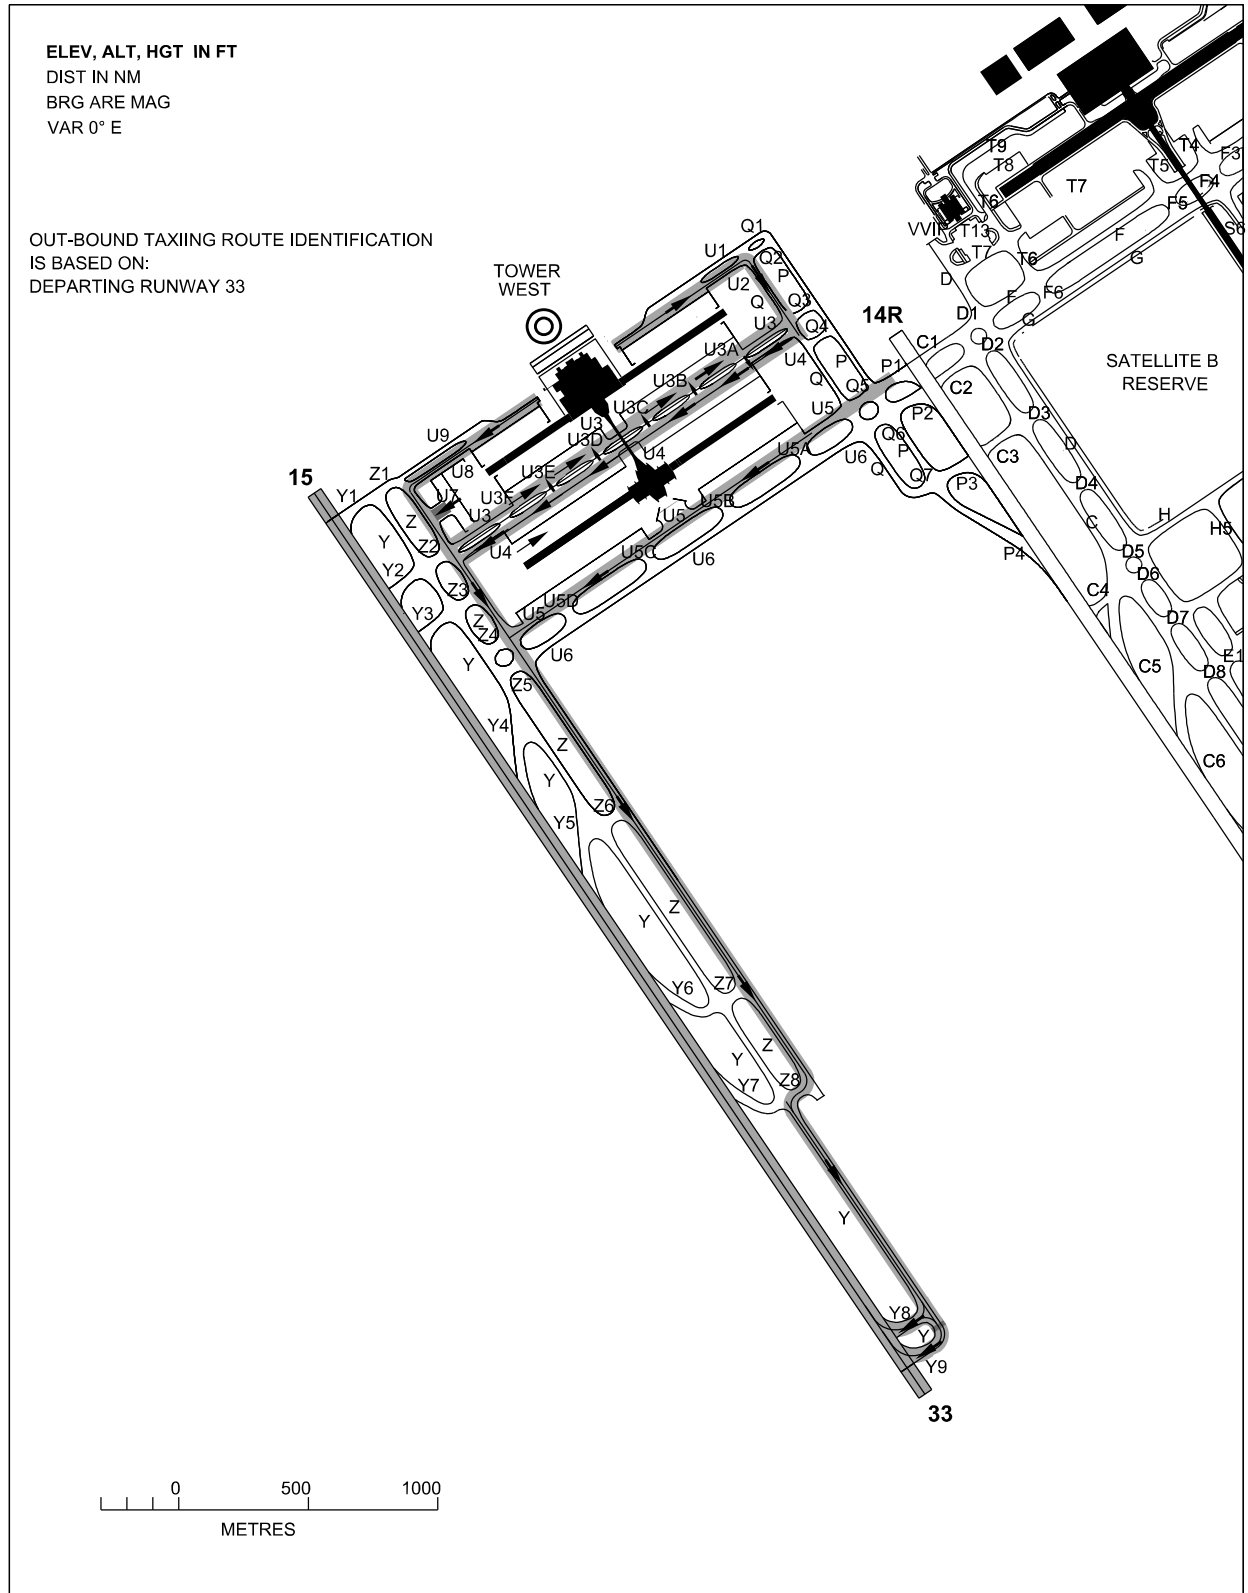 ELEV, ALT, HGT IN FT
DIST IN NM
BRG ARE MAG
VAR 0° E
OUT-BOUND TAXIING ROUTE IDENTIFICATION
IS BASED ON:
DEPARTING RUNWAY 33
TOWER
WEST
T9
T8
T7
T6
T5
T4
F3
F4
F5
S6
VVIP
T13
T7
T6
F
G
D
F6
F
G
D1
D2
14R
C1
SATELLITE B
RESERVE
Q1
Q2
U1
U2
P
Q
Q3
U3
Q4
U4
U3A
P
Q
Q5
P1
C2
U3B
U3C
U3
U3D
U4
U5
U5A
U6
P2
Q6
P
Q
Q7
P3
C3
D3
D
D4
C
H
H5
D5
D6
P4
C4
D7
E1
D8
C5
C6
U9
U8
Z1
15
Y1
U7
U3F
U3E
U3
Z
Z2
Y
Y2
U4
U5
U5B
U6
U5C
Z3
Y3
U5D
U5
Z
Z4
Y
U6
Z5
Y4
Z
Y
Z6
Y5
Z
Y
Z7
Y6
Z
Y
Z8
Y7
Y
Y8
Y
Y9
33
0 500 1000
METRES